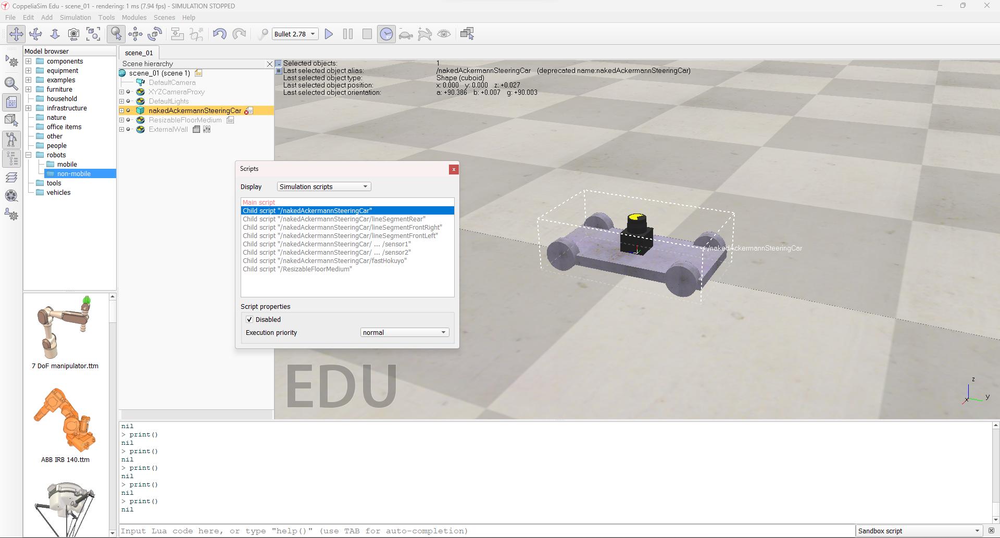 CoppeliaSim Edu - scene_01 - rendering: 1 ms (7.94 fps) - SIMULATION STOPPED
File Edit Add Simulation Tools Modules Scenes Help
Bullet 2.78
Model browser
components
equipment
examples
furniture
household
infrastructure
nature
office items
other
people
robots
mobile
non-mobile
tools
vehicles
7 DoF manipulator.ttm
ABB IRB 140.ttm
scene_01
Scene hierarchy
scene_01 (scene 1)
DefaultCamera
XYZCameraProxy
DefaultLights
nakedAckermannSteeringCar
ResizableFloorMedium
ExternalWall
Selected objects: 1
Last selected object alias: /nakedAckermannSteeringCar (deprecated name:nakedAckermannSteeringCar)
Last selected object type: Shape (cuboid)
Last selected object position: x: 0.000 y: 0.000 z: +0.027
Last selected object orientation: a: +90.386 b: +0.007 g: +90.003
Scripts
x
Display Simulation scripts
Main script
Child script "/nakedAckermannSteeringCar"
Child script "/nakedAckermannSteeringCar/lineSegmentRear"
Child script "/nakedAckermannSteeringCar/lineSegmentFrontRight"
Child script "/nakedAckermannSteeringCar/lineSegmentFrontLeft"
Child script "/nakedAckermannSteeringCar/ ... /sensor1"
Child script "/nakedAckermannSteeringCar/ ... /sensor2"
Child script "/nakedAckermannSteeringCar/fastHokuyo"
Child script "/ResizableFloorMedium"
Script properties
Disabled
Execution priority normal
/nakedAckermannSteeringCar
EDU
z
x
y
nil
> print()
nil
> print()
nil
> print()
nil
> print()
nil
> print()
nil
Input Lua code here, or type "help()" (use TAB for auto-completion)
Sandbox script